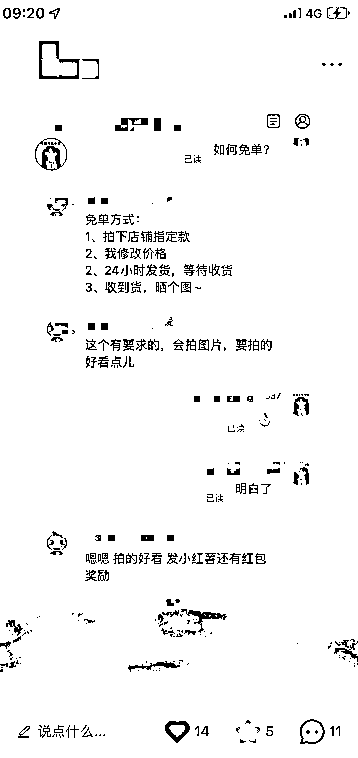 09:20
4G
如何免单？
已读
免单方式：
1、拍下店铺指定款
2、我修改价格
2、24小时发货，等待收货
3、收到货，晒个图~
这个有要求的，会拍图片，要拍的
好看点儿
已读
明白了
已读
嗯嗯 拍的好看 发小红薯还有红包
奖励
说点什么...
14
5
11